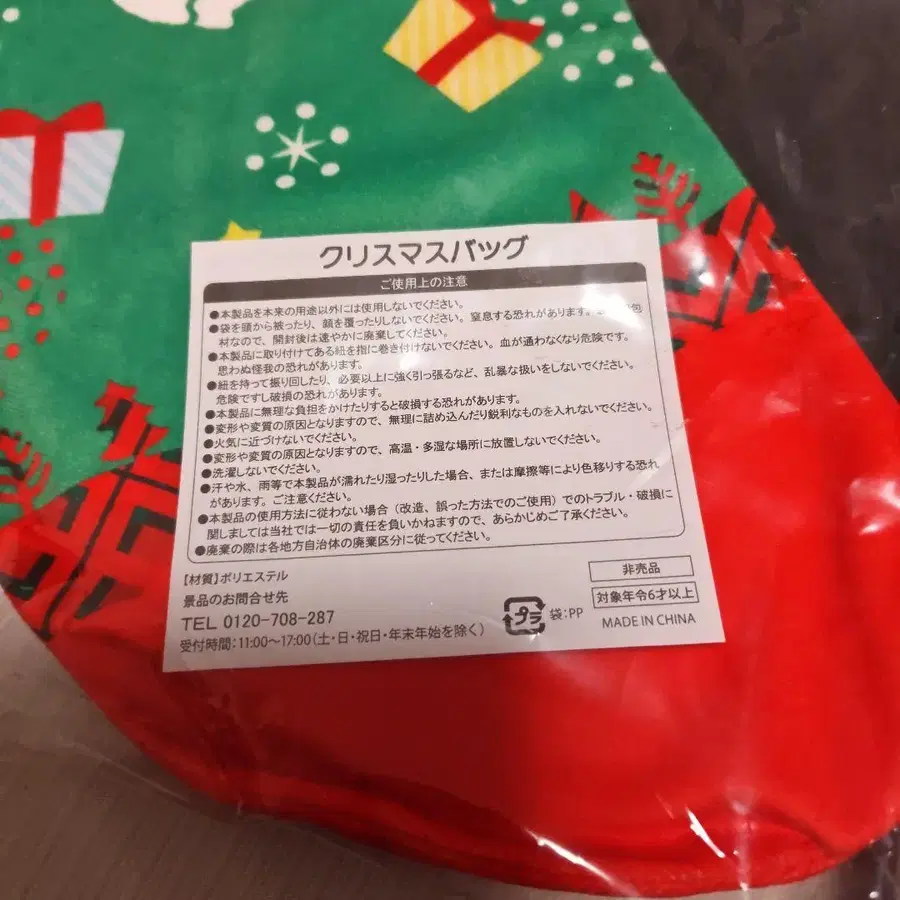 クリスマスバッグ
ご使用上の注意
●本製品を本来の用途以外には使用しないでください。
●袋を頭から被ったり、顔を覆ったりしないでください。窒息する恐れがあります。包
材なので、開封後は速やかに廃棄してください。
●本製品に取り付けてある紐を指に巻き付けないでください。血が通わなくなり危険です。
思わぬ怪我の恐れがあります。
●紐を持って振り回したり、必要以上に強く引っ張るなど、乱暴な扱いをしないでください。
危険ですし破損の恐れがあります。
●本製品に無理な負担をかけたりすると破損する恐れがあります。
●変形や変質の原因となりますので、無理に詰め込んだり鋭利なものを入れないでください。
●火気に近づけないでください。
●変形や変質の原因となりますので、高温・多湿な場所に放置しないでください。
●洗濯しないでください。
●汗や水、雨等で本製品が濡れたり湿ったりした場合、または摩擦等により色移りする恐れ
があります。ご注意ください。
●本製品の使用方法に従わない場合（改造、誤った方法でのご使用）でのトラブル・破損に
関しましては当社では一切の責任を負いかねますので、あらかじめご了承ください。
●廃棄の際は各地方自治体の廃棄区分に従ってください。
【材質】ポリエステル
景品のお問合せ先
TEL 0120-708-287
受付時間：11:00～17:00（土・日・祝日・年末年始を除く）
プラ 袋：PP
非売品
対象年令6才以上
MADE IN CHINA